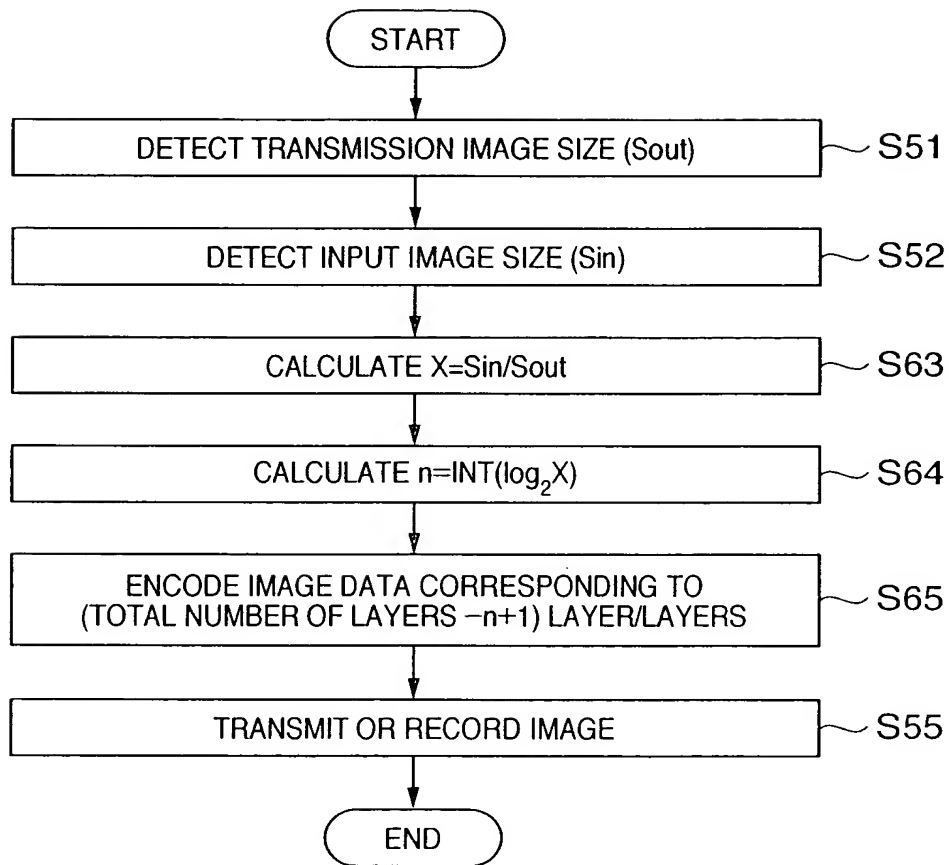 START
DETECT TRANSMISSION IMAGE SIZE (Sout)
S51
DETECT INPUT IMAGE SIZE (Sin)
S52
CALCULATE X=Sin/Sout
S63
CALCULATE n=INT(log₂X)
S64
ENCODE IMAGE DATA CORRESPONDING TO
(TOTAL NUMBER OF LAYERS −n+1) LAYER/LAYERS
S65
TRANSMIT OR RECORD IMAGE
S55
END